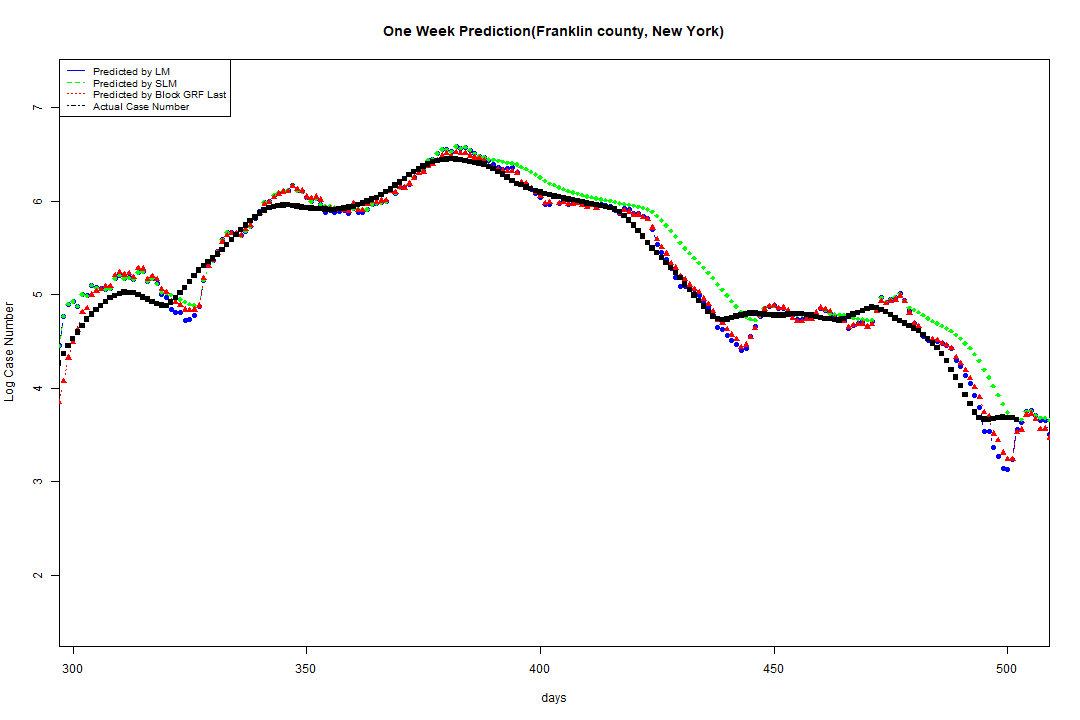 One Week Prediction(Franklin county, New York)
Predicted by LM
Predicted by SLM
Predicted by Block GRF Last
Actual Case Number
Log Case Number
7
6
5
4
3
2
300 350 400 450 500
days